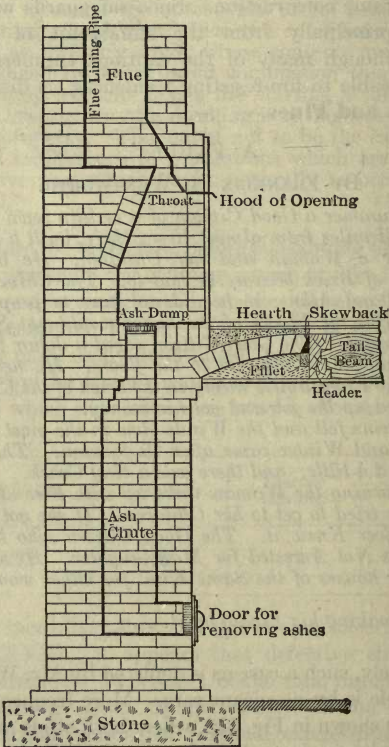 Flue Lining Pipe
Flue
Throat
Hood of Opening
Ash Dump
Hearth
Skewback
Tail
Beam
Fillet
Header
Ash
Chute
Door for
removing ashes
Stone